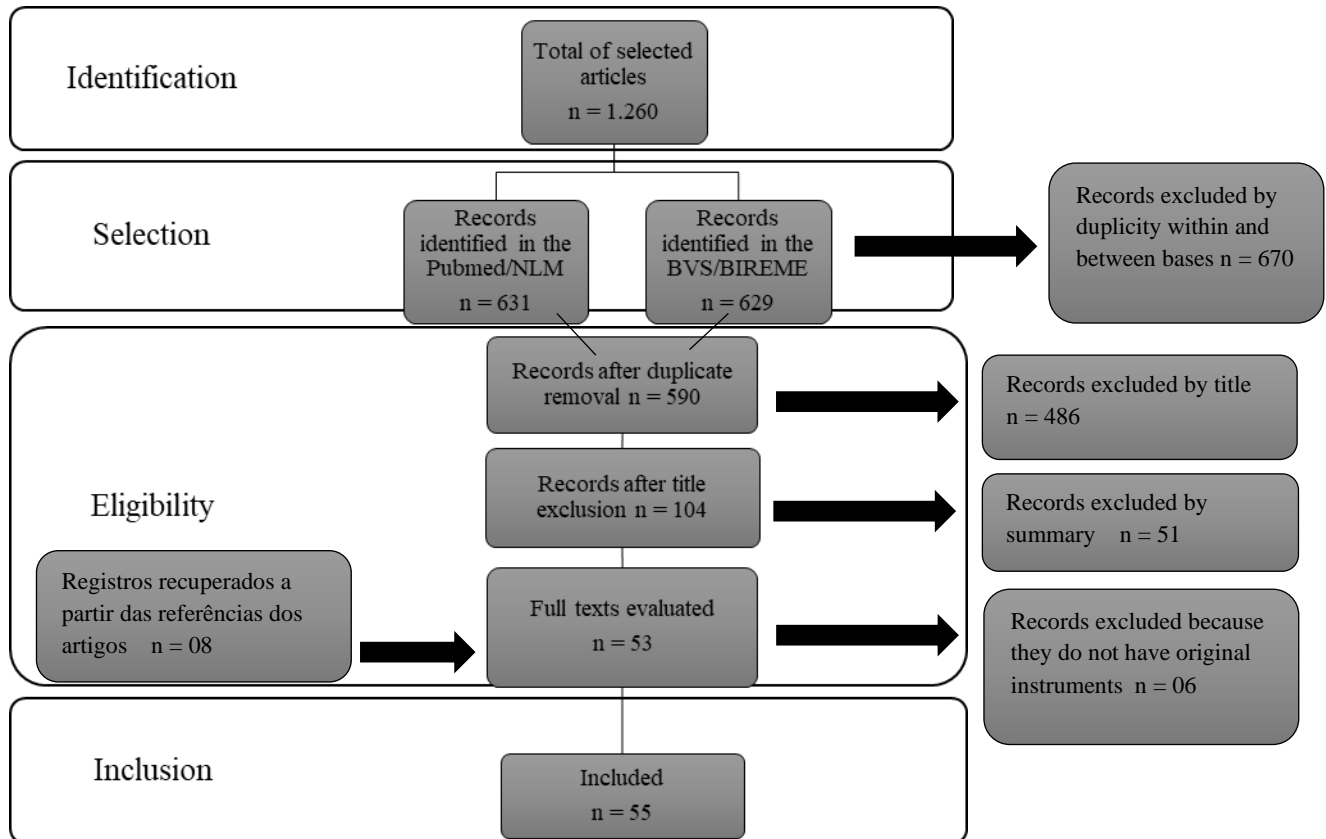 Identification
Total of selected
articles
n = 1.260
Selection
Records
identified in the
Pubmed/NLM
n = 631
Records
identified in the
BVS/BIREME
n = 629
Records excluded by
duplicity within and
between bases n = 670
Eligibility
Records after duplicate
removal n = 590
Records excluded by title
n = 486
Records after title
exclusion n = 104
Records excluded by
summary n = 51
Registros recuperados a
partir das referências dos
artigos n = 08
Full texts evaluated
n = 53
Records excluded because
they do not have original
instruments n = 06
Inclusion
Included
n = 55